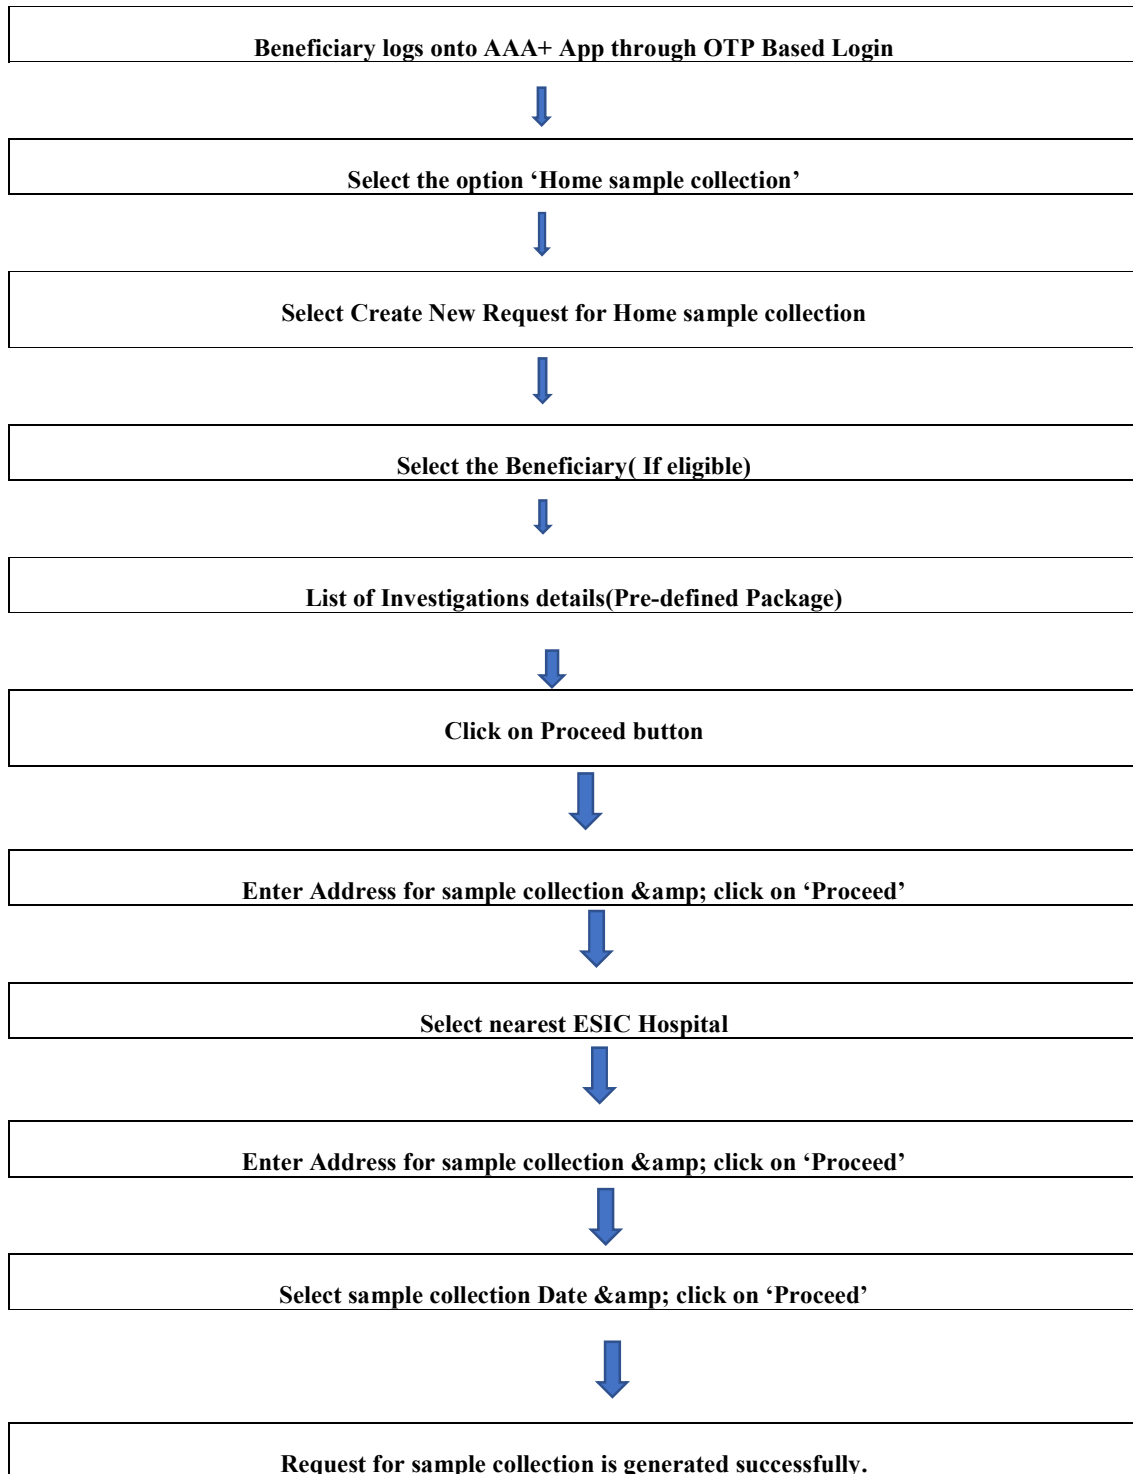 Beneficiary logs onto AAA+ App through OTP Based Login
Select the option ‘Home sample collection’
Select Create New Request for Home sample collection
Select the Beneficiary( If eligible)
List of Investigations details(Pre-defined Package)
Click on Proceed button
Enter Address for sample collection &amp; click on ‘Proceed’
Select nearest ESIC Hospital
Enter Address for sample collection &amp; click on ‘Proceed’
Select sample collection Date &amp; click on ‘Proceed’
Request for sample collection is generated successfully.